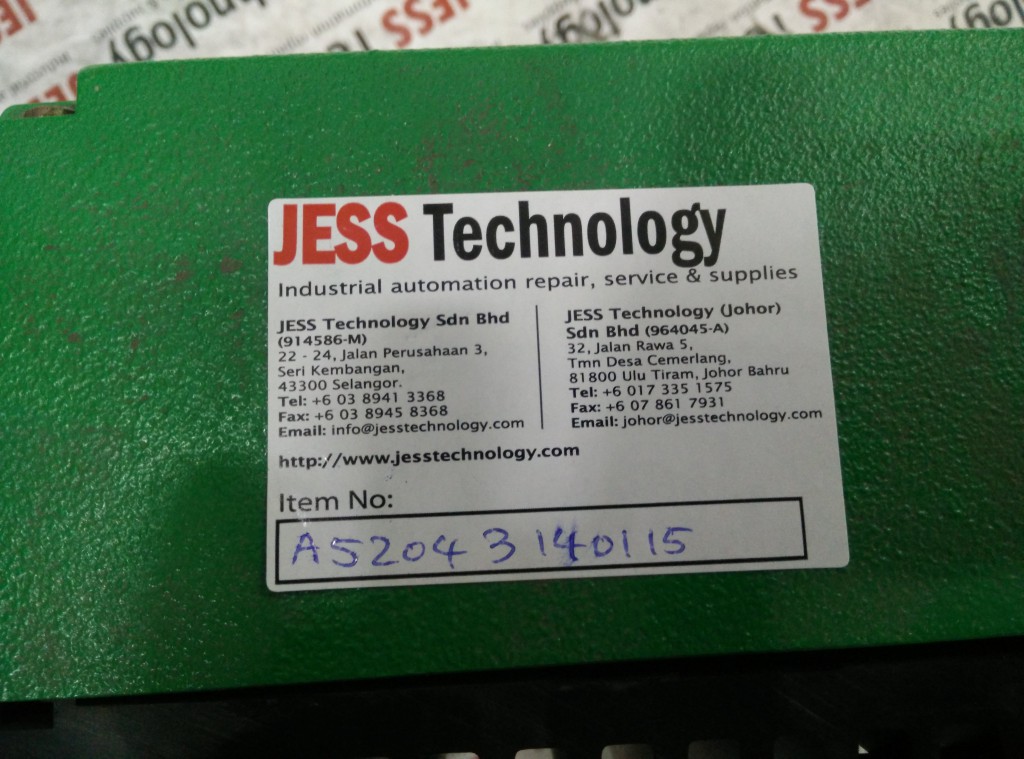 JESS Technology
Industrial automation repair, service & supplies
JESS Technology Sdn Bhd
(914586-M)
22 - 24, Jalan Perusahaan 3,
Seri Kembangan,
43300 Selangor.
Tel: +6 03 8941 3368
Fax: +6 03 8945 8368
Email: info@jesstechnology.com
JESS Technology (Johor)
Sdn Bhd (964045-A)
32, Jalan Rawa 5,
Tmn Desa Cemerlang,
81800 Ulu Tiram, Johor Bahru
Tel: +6 017 335 1575
Fax: +6 07 861 7931
Email: johor@jesstechnology.com
http://www.jesstechnology.com
Item No:
A52043140115